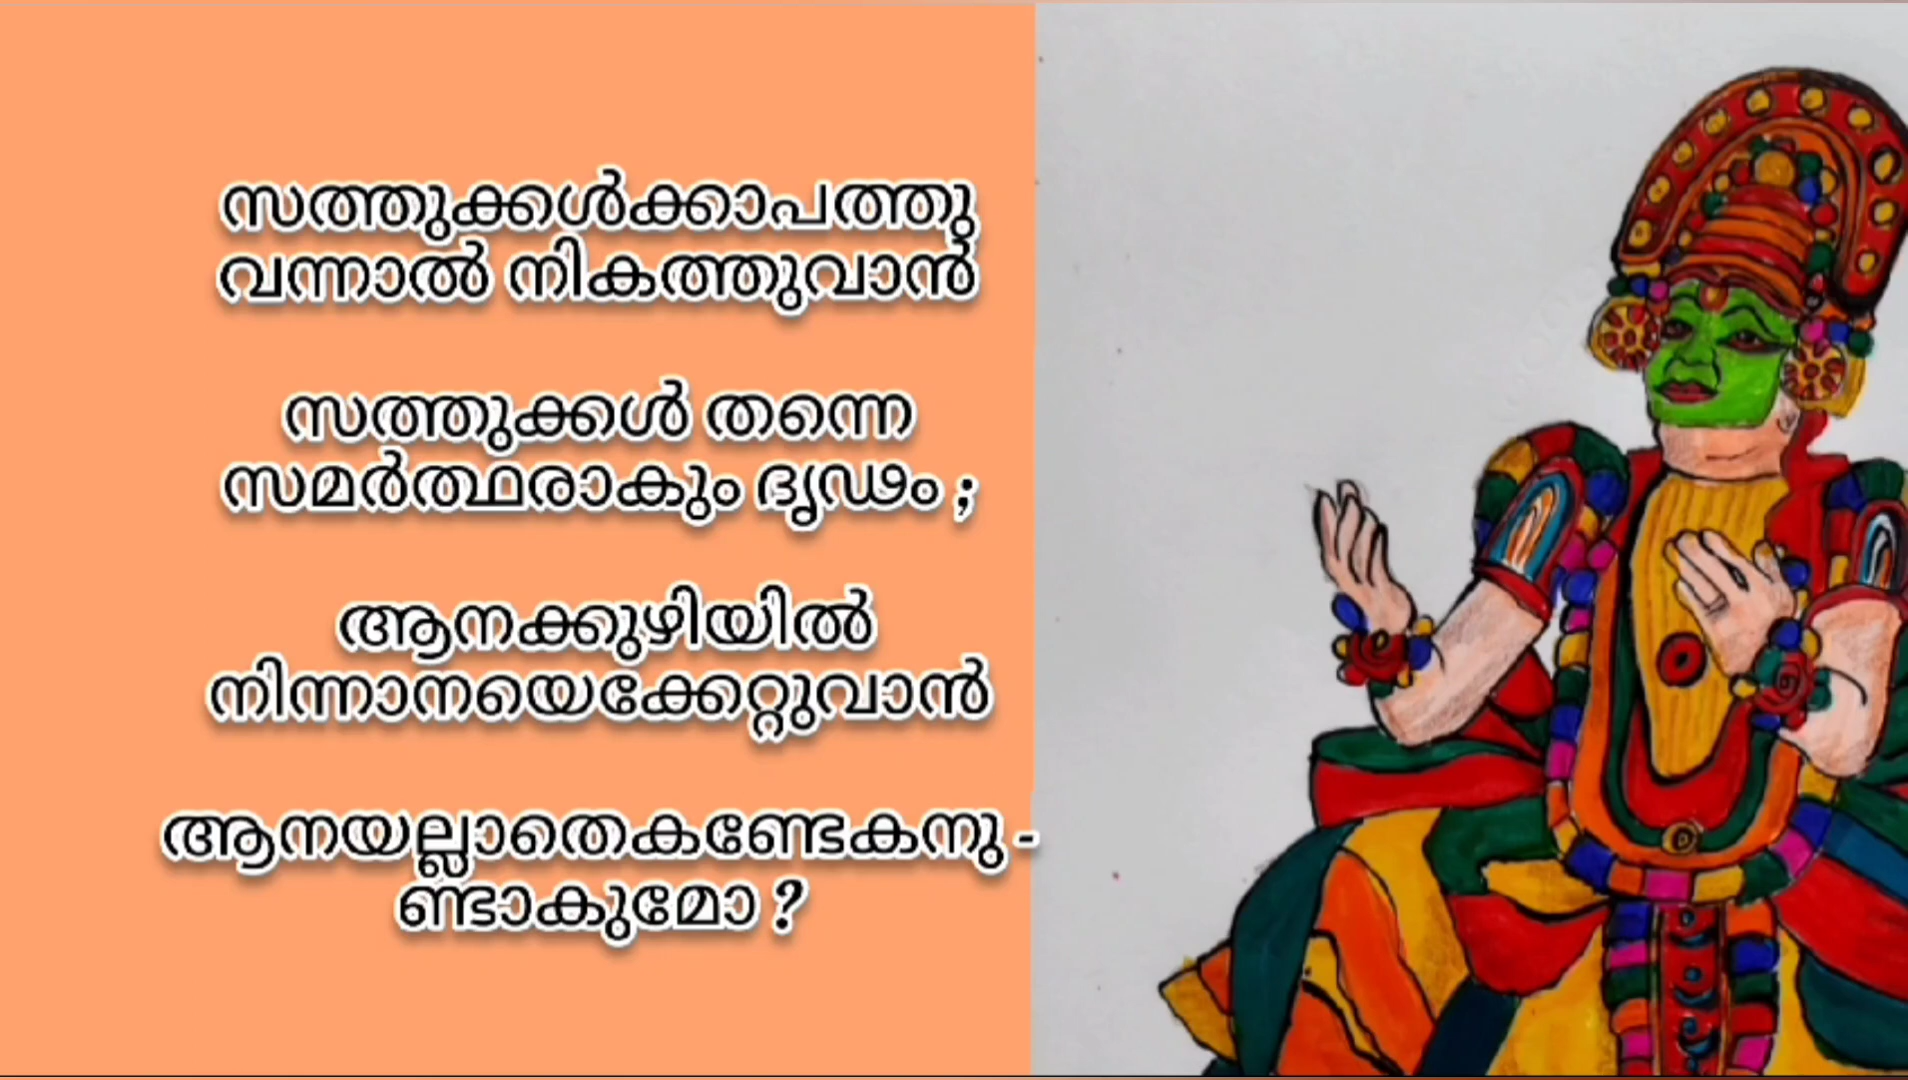 സത്തുക്കൾക്കാപത്തു
വന്നാൽ നികത്തുവാൻ
സത്തുക്കൾ തന്നെ
സമർത്ഥരാകും ദൃഢം ;
ആനക്കുഴിയിൽ
നിന്നാനയെക്കേറ്റുവാൻ
ആനയല്ലാതെകണ്ടേകനു -
ണ്ടാകുമോ ?